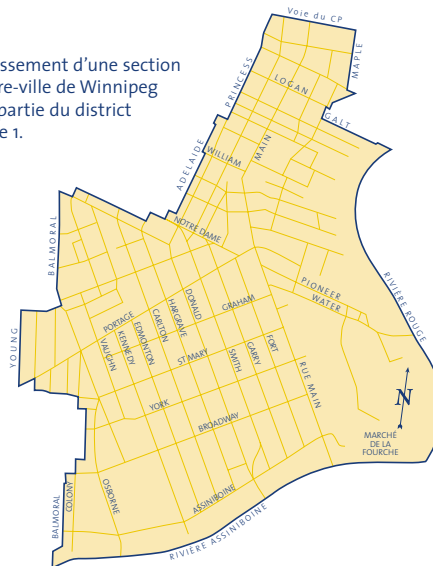 ssement d'une section
re-ville de Winnipeg
partie du district
e 1.
Voie du CP
MAPLE
PRINCESS
LOGAN
GALT
MAIN
WILLIAM
ADELAIDE
NOTRE DAME
BALMORAL
PIONEER
WATER
RIVIÈRE ROUGE
GRAHAM
DONALD
HARGRAVE
CARLTON
EDMONTON
KENNEDY
VAUGHN
PORTAGE
YOUNG
ST MARY
SMITH
GARRY
FORT
RUE MAIN
N
YORK
BROADWAY
MARCHÉ
DE LA
FOURCHE
OSBORNE
COLONY
BALMORAL
ASSINIBOINE
RIVIÈRE ASSINIBOINE